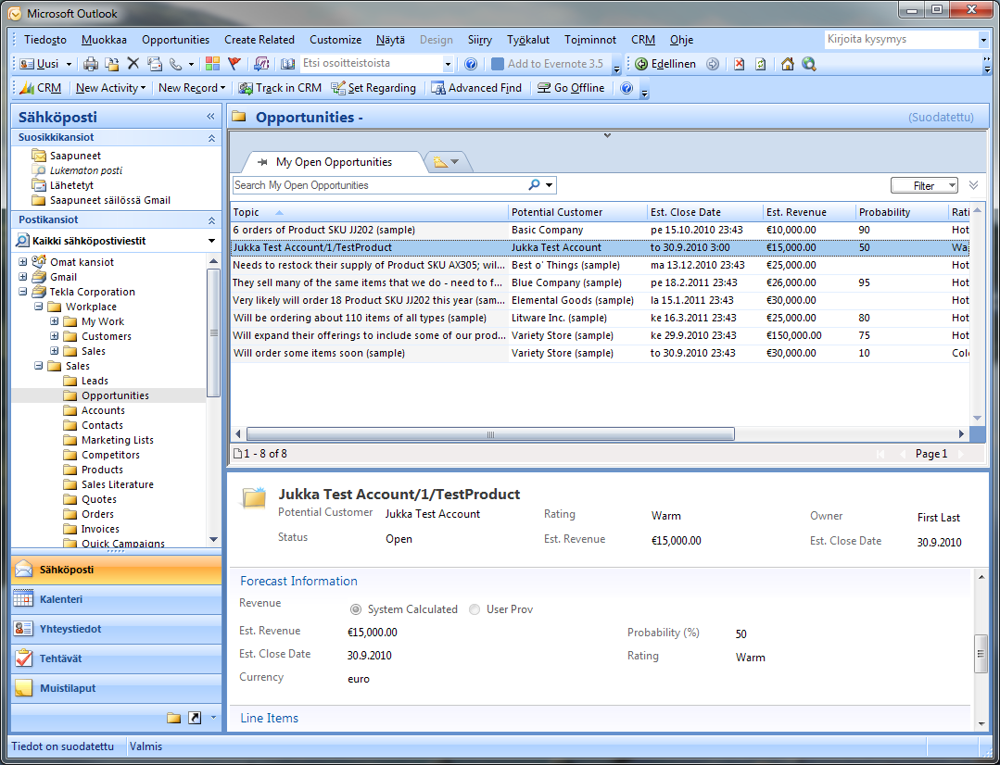 Microsoft Outlook
Tiedosto Muokkaa Opportunities Create Related Customize Näytä Design Siirry Työkalut Toiminnot CRM Ohje Kirjoita kysymys
Uusi Etsi osoitteistoista Add to Evernote 3.5 Edellinen
CRM New Activity New Record Track in CRM Set Regarding Advanced Find Go Offline
Sähköposti
Suosikkikansiot
Saapuneet
Lukematon posti
Lähetetyt
Saapuneet säilössä Gmail
Postikansiot
Kaikki sähköpostiviestit
Omat kansiot
Gmail
Tekla Corporation
Workplace
My Work
Customers
Sales
Sales
Leads
Opportunities
Accounts
Contacts
Marketing Lists
Competitors
Products
Sales Literature
Quotes
Orders
Invoices
Quick Campaigns
Sähköposti
Kalenteri
Yhteystiedot
Tehtävät
Muistilaput
Opportunities - (Suodatettu)
My Open Opportunities
Search My Open Opportunities Filter
Topic Potential Customer Est. Close Date Est. Revenue Probability Rati
6 orders of Product SKU JJ202 (sample) Basic Company pe 15.10.2010 23:43 €10,000.00 90 Hot
Jukka Test Account/1/TestProduct Jukka Test Account to 30.9.2010 3:00 €15,000.00 50 Wa
Needs to restock their supply of Product SKU AX305; wil... Best o' Things (sample) ma 13.12.2010 23:43 €25,000.00 Hot
They sell many of the same items that we do - need to f... Blue Company (sample) pe 18.2.2011 23:43 €26,000.00 95 Hot
Very likely will order 18 Product SKU JJ202 this year (sam... Elemental Goods (sample) la 15.1.2011 23:43 €30,000.00 Hot
Will be ordering about 110 items of all types (sample) Litware Inc. (sample) ke 16.3.2011 23:43 €25,000.00 80 Hot
Will expand their offerings to include some of our prod... Variety Store (sample) ke 29.9.2010 23:43 €150,000.00 75 Hot
Will order some items soon (sample) Variety Store (sample) to 30.9.2010 23:43 €30,000.00 10 Col
1 - 8 of 8 Page 1
Jukka Test Account/1/TestProduct
Potential Customer Jukka Test Account Rating Warm Owner First Last
Status Open Est. Revenue €15,000.00 Est. Close Date 30.9.2010
Forecast Information
Revenue System Calculated User Prov
Est. Revenue €15,000.00 Probability (%) 50
Est. Close Date 30.9.2010 Rating Warm
Currency euro
Line Items
Tiedot on suodatettu Valmis